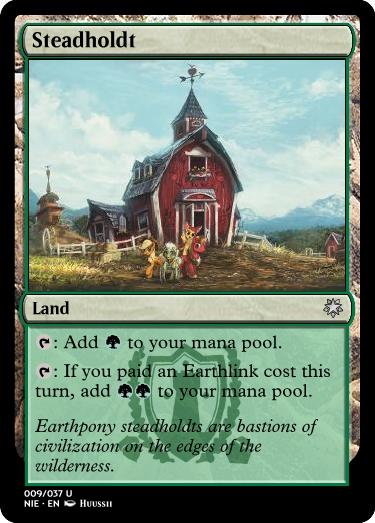 Steadholdt
Land
: Add to your mana pool.
: If you paid an Earthlink cost this
turn, add to your mana pool.
Earthpony steadholdts are bastions of
civilization on the edges of the
wilderness.
009/037 U
NIE · EN Huussii